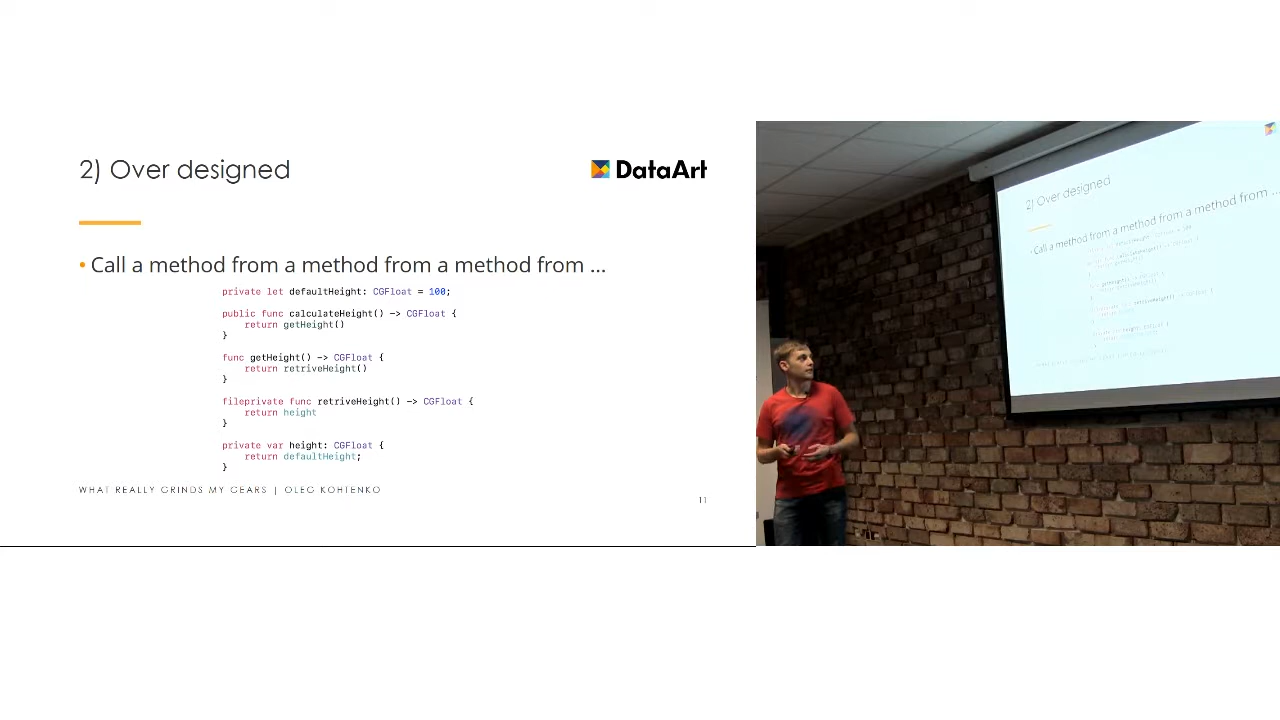 2) Over designed
DataArt
• Call a method from a method from a method from ...
private let defaultHeight: CGFloat = 100;
public func calculateHeight() -> CGFloat {
return getHeight()
}
func getHeight() -> CGFloat {
return retriveHeight()
}
fileprivate func retriveHeight() -> CGFloat {
return height
}
private var height: CGFloat {
return defaultHeight;
}
WHAT REALLY GRINDS MY GEARS | OLEG KOHTENKO
11
2) Over designed
• Call a method from a method from a method from ...